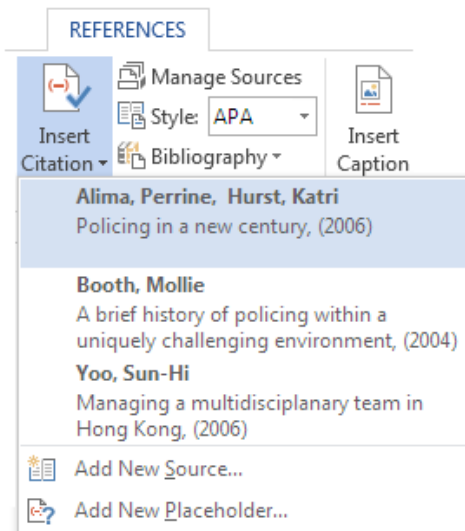 REFERENCES
Manage Sources
Style: APA
Insert
Citation
Bibliography
Insert
Caption
Alima, Perrine,  Hurst, Katri
Policing in a new century, (2006)
Booth, Mollie
A brief history of policing within a
uniquely challenging environment, (2004)
Yoo, Sun-Hi
Managing a multidisciplanary team in
Hong Kong, (2006)
Add New Source...
Add New Placeholder...